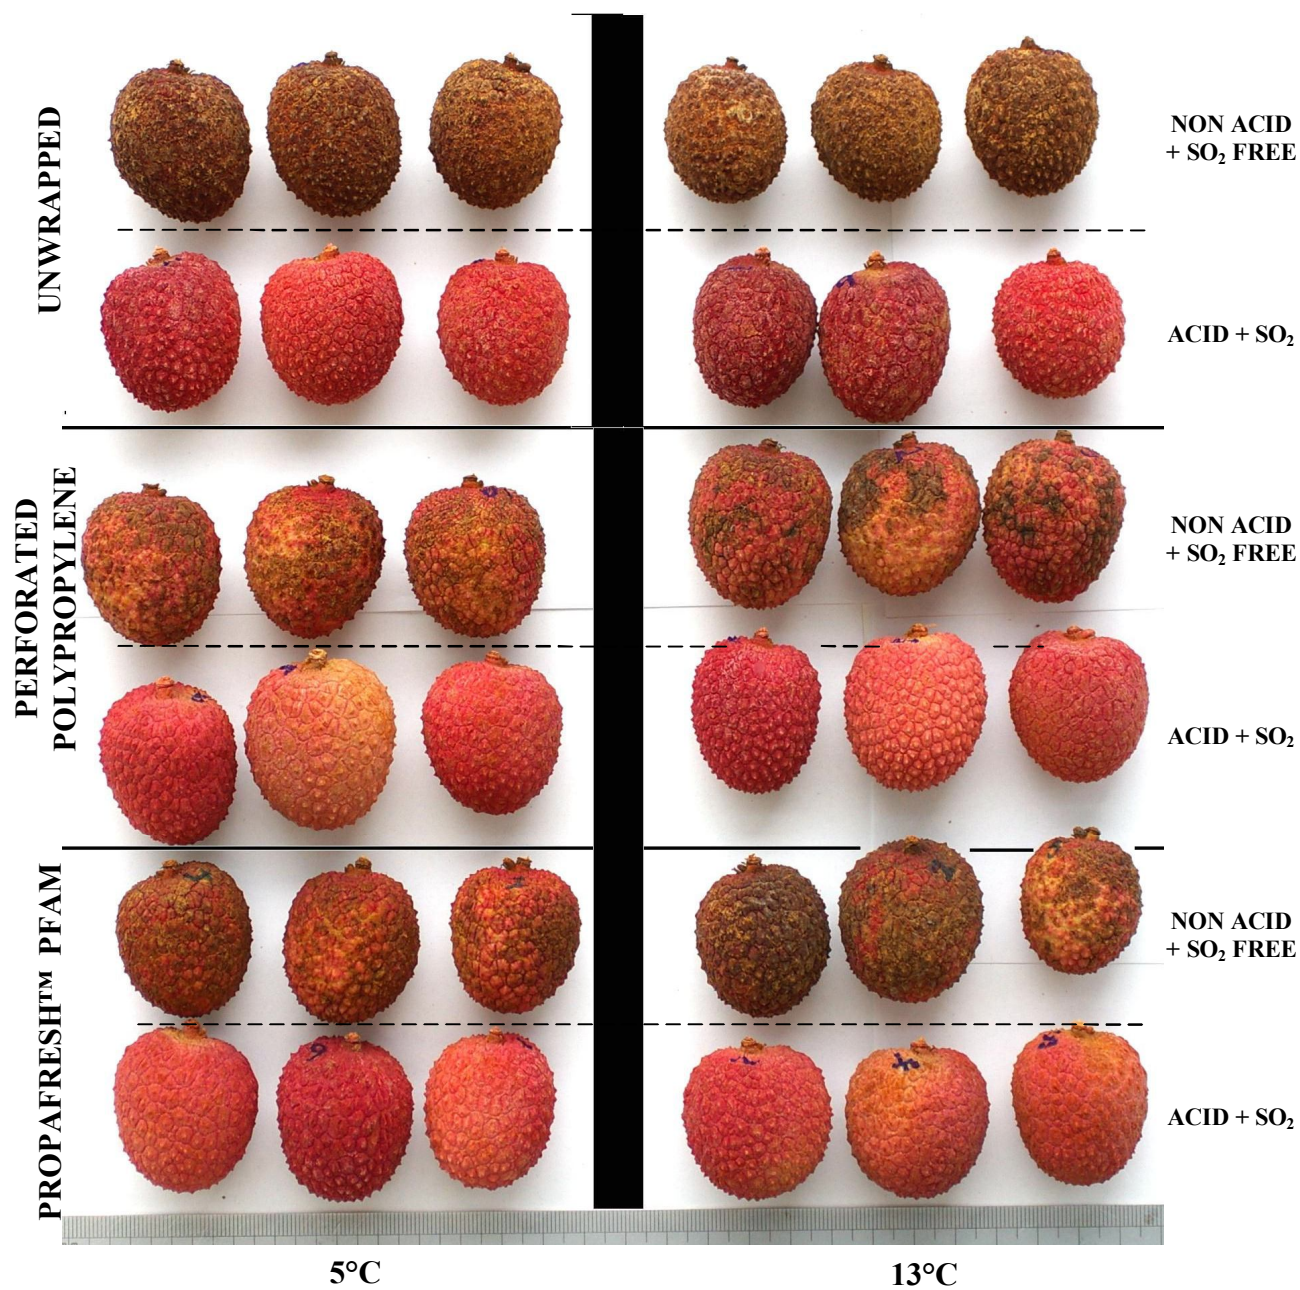 UNWRAPPED
NON ACID
+ SO₂ FREE
ACID + SO₂
PERFORATED
POLYPROPYLENE
NON ACID
+ SO₂ FREE
ACID + SO₂
PROPAFRESH™ PFAM
NON ACID
+ SO₂ FREE
ACID + SO₂
5°C
13°C